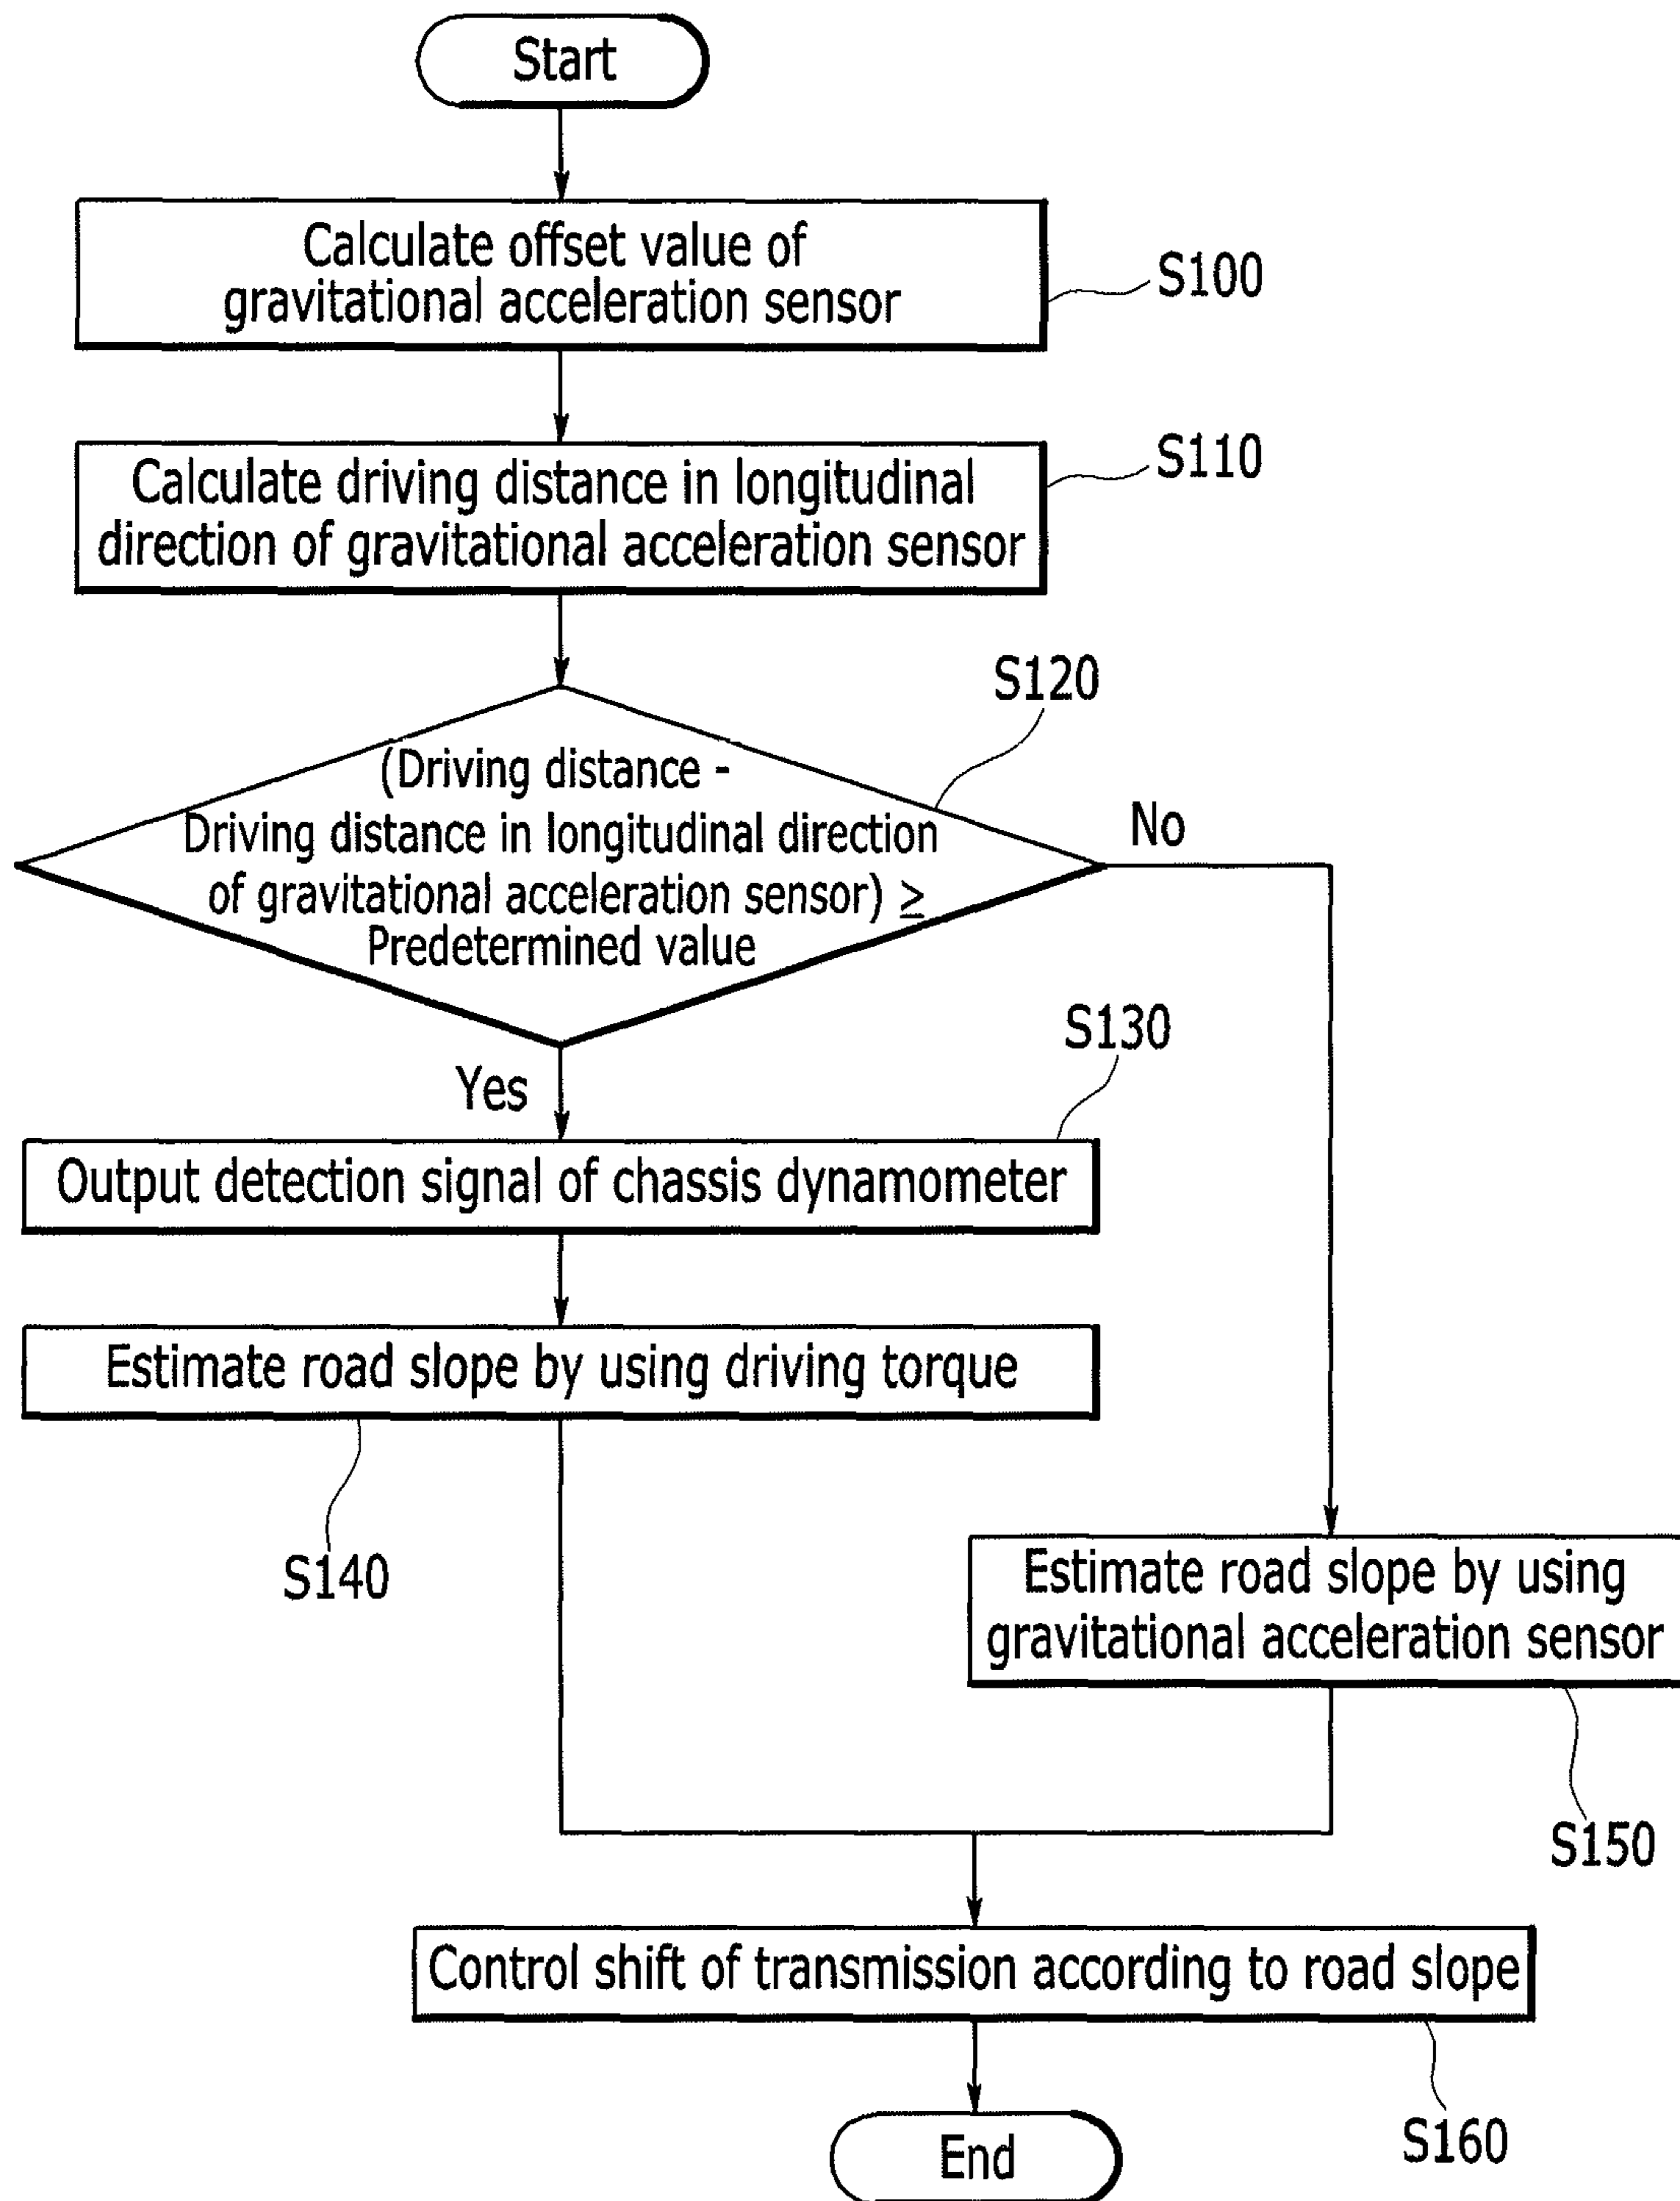 Start
Calculate offset value of
gravitational acceleration sensor
S100
Calculate driving distance in longitudinal
direction of gravitational acceleration sensor
S110
S120
(Driving distance -
Driving distance in longitudinal direction
of gravitational acceleration sensor) ≥
Predetermined value
No
Yes
S130
Output detection signal of chassis dynamometer
Estimate road slope by using driving torque
S140
Estimate road slope by using
gravitational acceleration sensor
S150
Control shift of transmission according to road slope
S160
End